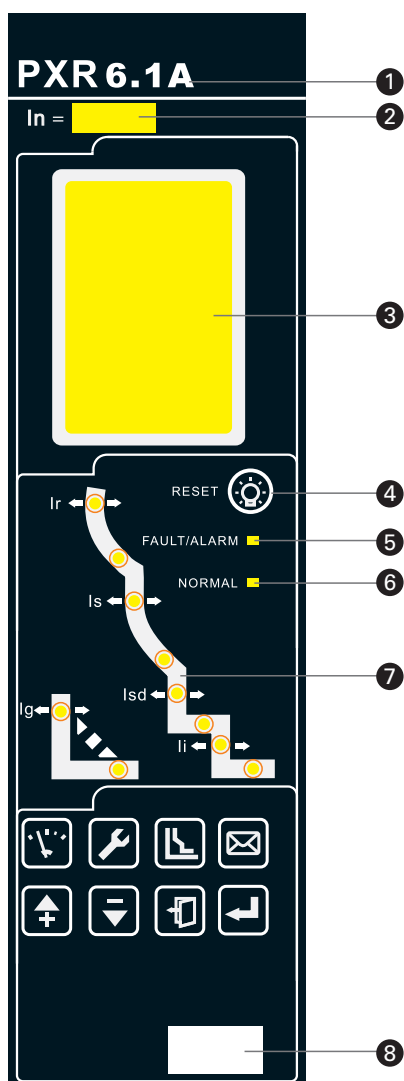 PXR 6.1A
1
In =
2
3
RESET
4
Ir
FAULT/ALARM
5
NORMAL
6
Is
7
Isd
Ig
Ii
8